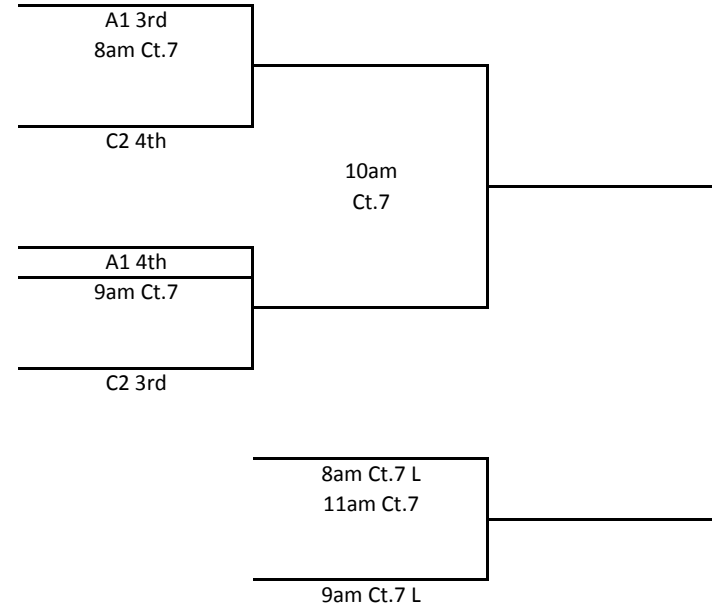 A1 3rd
8am Ct.7
C2 4th
10am
Ct.7
A1 4th
9am Ct.7
C2 3rd
8am Ct.7 L
11am Ct.7
9am Ct.7 L